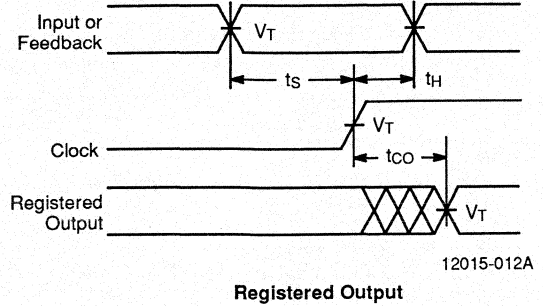 Input or
Feedback
VT
tS
tH
VT
Clock
tCO
Registered
Output
VT
12015-012A
Registered Output